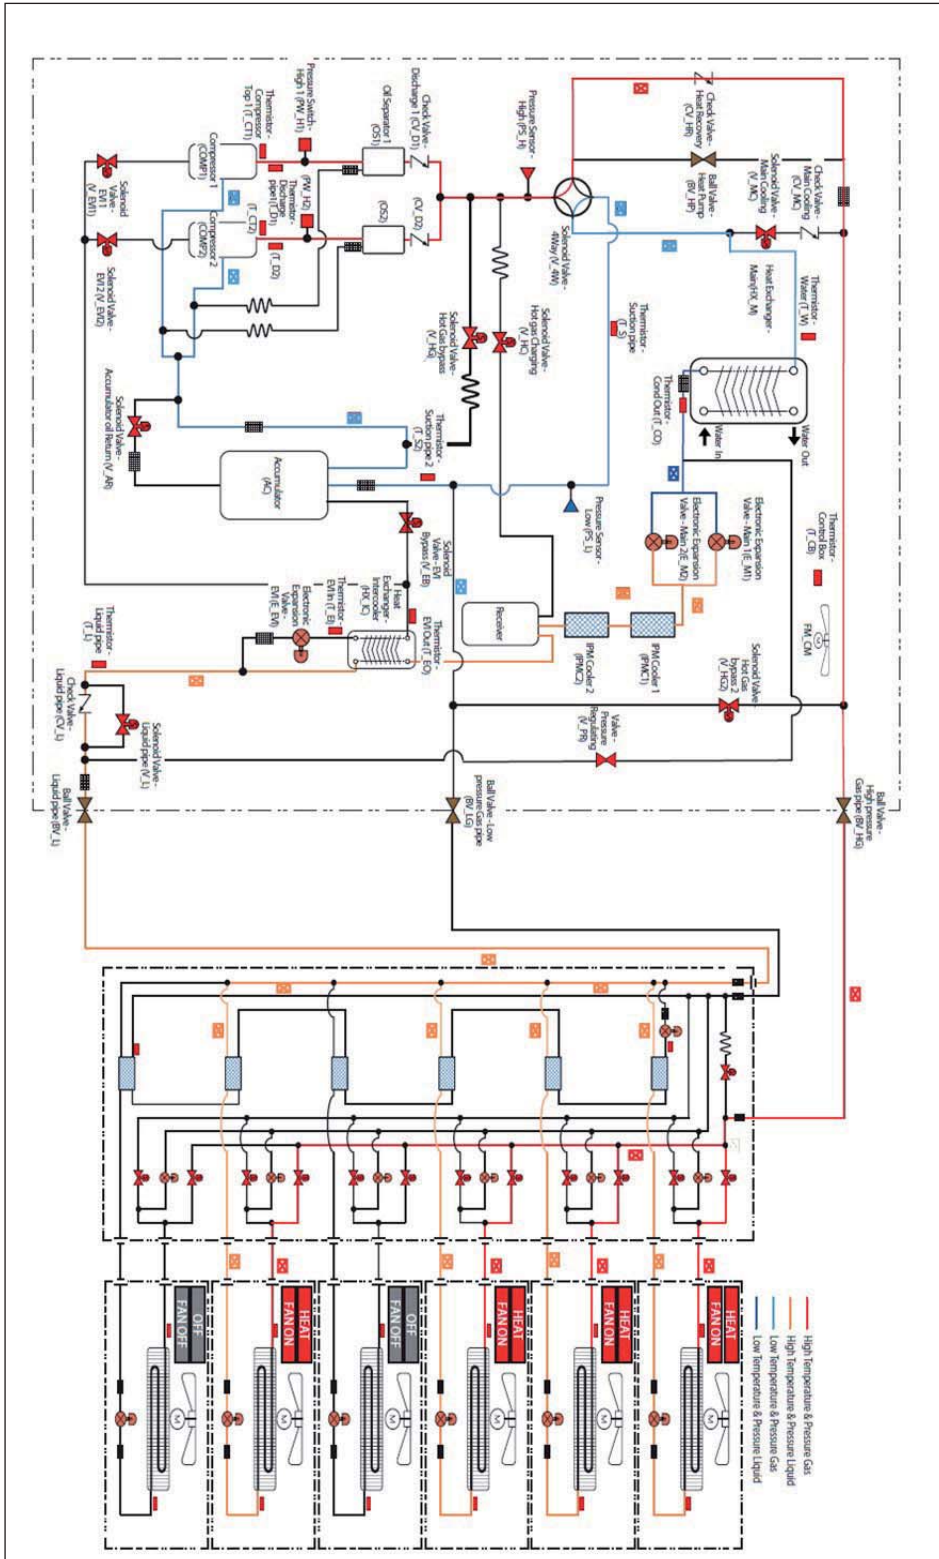 Check Valve -
Heat Recovery
(CV_HR)
Ball Valve -
Heat Pump
(BV_HP)
Solenoid Valve -
Main Cooling
(V_MC)
Check Valve -
Main Cooling
(CV_MC)
Pressure Sensor -
High (PS_H)
Solenoid Valve -
4Way (V_4W)
Heat Exchanger -
Main(HX_M)
Thermistor -
Water (T_W)
Check Valve -
Discharge 1 (CV_D1)
Oil Separator 1
(OS1)
Pressure Switch -
High 1 (PW_H1)
Thermistor -
Compressor
Top 1 (T_CT1)
Compressor 1
(COMP1)
Solenoid
Valve -
EVI 1
(V_EVI1)
(CV_D2)
(OS2)
(PW_H2)
Thermistor -
Discharge
pipe1(T_D1)
(T_CT2)
(T_D2)
Compressor 2
(COMP2)
Solenoid Valve -
EVI 2 (V_EVI2)
Solenoid Valve -
Hot gas Charging
(V_HC)
Solenoid Valve -
Hot Gas bypass
(V_HG)
Thermistor -
Suction pipe
(T_S)
Thermistor -
Suction pipe 2
(T_S2)
Solenoid Valve -
Accumulator oil Return (V_AR)
Accumulator
(AC)
Thermistor -
Cond Out (T_CO)
Water In
Water Out
Pressure Sensor -
Low (PS_L)
Electronic Expansion
Valve - Main 1(E_M1)
Electronic Expansion
Valve - Main 2(E_M2)
Thermistor -
Control Box
(T_CB)
FM_CM
Solenoid
Valve - EVI
Bypass (V_EB)
Heat
Exchanger -
Intercooler
(HX_IC)
Thermistor -
EVI In (T_EI)
Thermistor -
EVI Out (T_EO)
Electronic
Expansion
Valve -
EVI (E_EVI)
Receiver
IPM Cooler 1
(IPMC1)
IPM Cooler 2
(IPMC2)
Solenoid Valve -
Hot Gas
bypass 2
(V_HG2)
Valve -
Pressure
Regulating
(V_PR)
Thermistor -
Liquid pipe
(T_L)
Check Valve -
Liquid pipe (CV_L)
Solenoid Valve -
Liquid pipe (V_L)
Ball Valve -
Liquid pipe (BV_L)
Ball Valve - Low
pressure Gas pipe
(BV_LG)
Ball Valve -
High pressure
Gas pipe (BV_HG)
High Temperature & Pressure Gas
High Temperature & Pressure Liquid
Low Temperature & Pressure Gas
Low Temperature & Pressure Liquid
HEAT
FAN ON
M
HEAT
FAN ON
M
HEAT
FAN ON
M
OFF
FAN OFF
M
HEAT
FAN ON
M
OFF
FAN OFF
M